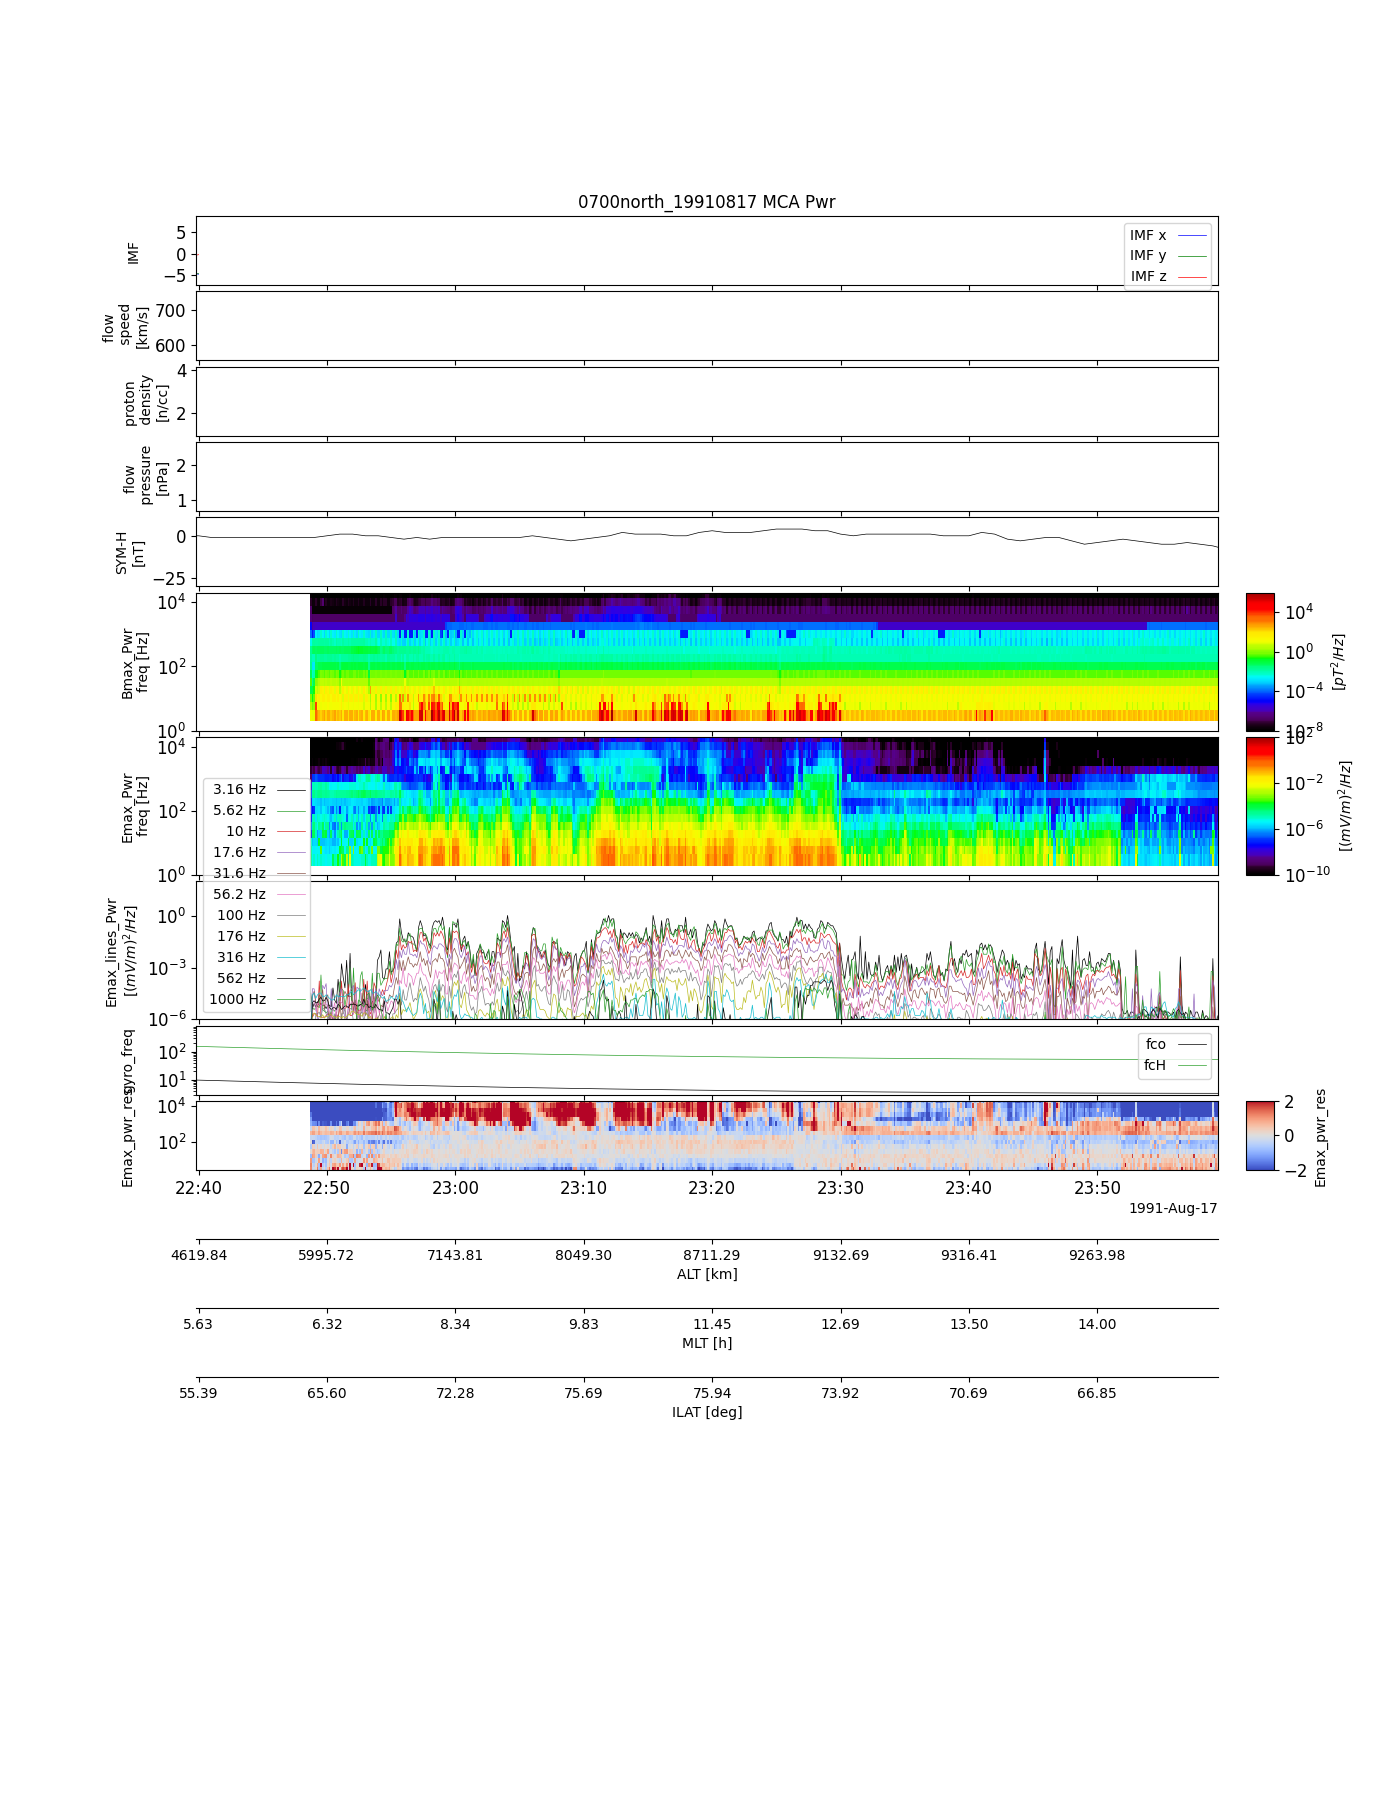 0700north_19910817 MCA Pwr
IMF
5
0
−5
IMF x
IMF y
IMF z
flow
speed
[km/s]
700
600
proton
density
[n/cc]
4
2
flow
pressure
[nPa]
2
1
SYM-H
[nT]
0
−25
Bmax_Pwr
freq [Hz]
10^4
10^2
10^0
10^4
10^0
10^−4
10^−8
[pT^2/Hz]
Emax_Pwr
freq [Hz]
10^4
10^2
10^0
10^2
10^−2
10^−6
10^−10
[(mV/m)^2/Hz]
3.16 Hz
5.62 Hz
10 Hz
17.6 Hz
31.6 Hz
56.2 Hz
100 Hz
176 Hz
316 Hz
562 Hz
1000 Hz
Emax_lines_Pwr
[(mV/m)^2/Hz]
10^0
10^−3
10^−6
gyro_freq
10^2
10^1
fco
fcH
Emax_pwr_res
10^4
10^2
2
0
−2
Emax_pwr_res
22:40 22:50 23:00 23:10 23:20 23:30 23:40 23:50
1991-Aug-17
4619.84 5995.72 7143.81 8049.30 8711.29 9132.69 9316.41 9263.98
ALT [km]
5.63 6.32 8.34 9.83 11.45 12.69 13.50 14.00
MLT [h]
55.39 65.60 72.28 75.69 75.94 73.92 70.69 66.85
ILAT [deg]